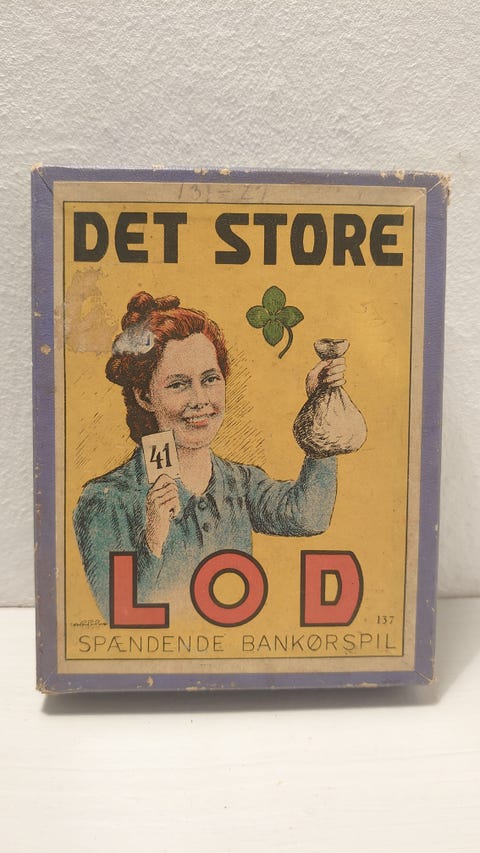 DET STORE
41
LOD
137
SPÆNDENDE BANKØRSPIL